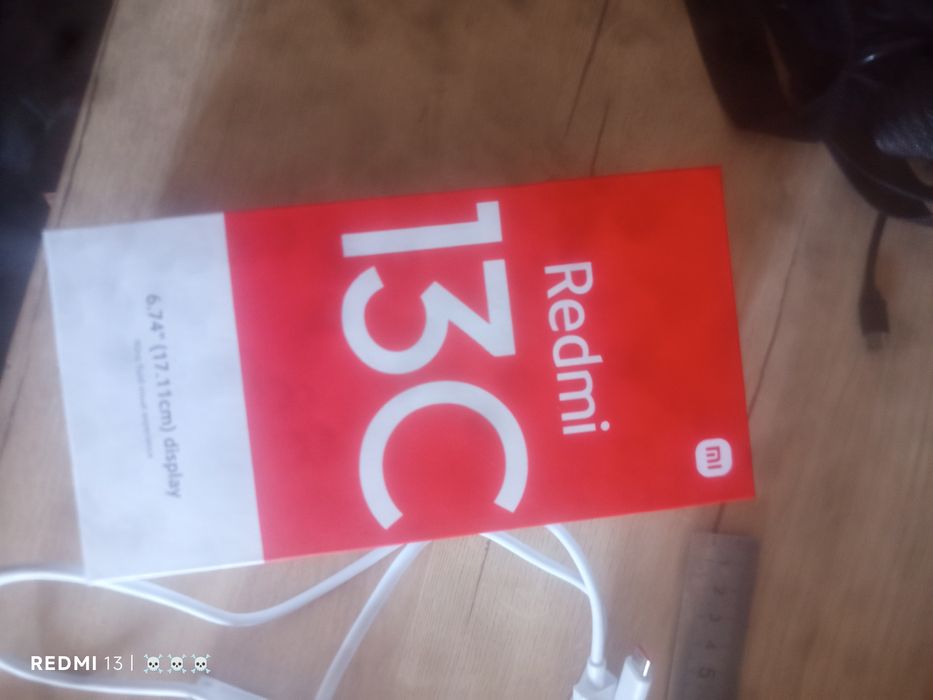 mi
Redmi
13C
6.74" (17.11cm) display
REDMI 13 | ☠️☠️☠️